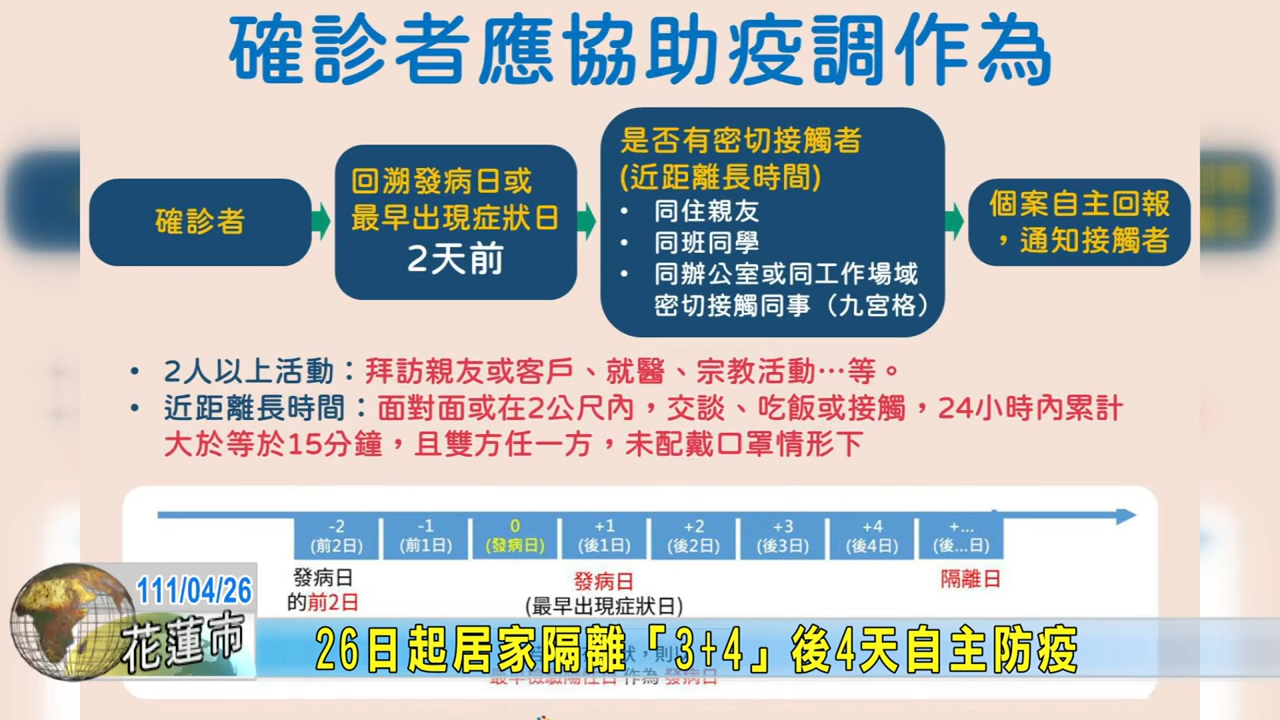 確診者應協助疫調作為
確診者
回溯發病日或
最早出現症狀日
2天前
是否有密切接觸者
(近距離長時間)
• 同住親友
• 同班同學
• 同辦公室或同工作場域
密切接觸同事（九宮格）
個案自主回報
，通知接觸者
• 2人以上活動：拜訪親友或客戶、就醫、宗教活動…等。
• 近距離長時間：面對面或在2公尺內，交談、吃飯或接觸，24小時內累計
大於等於15分鐘，且雙方任一方，未配戴口罩情形下
-2
(前2日)
-1
(前1日)
0
(發病日)
+1
(後1日)
+2
(後2日)
+3
(後3日)
+4
(後4日)
+...
(後...日)
發病日
的前2日
發病日
(最早出現症狀日)
隔離日
111/04/26
花蓮市
26日起居家隔離「3+4」後4天自主防疫
作為 發病日